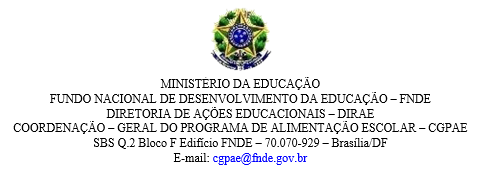 MINISTÉRIO DA EDUCAÇÃO
FUNDO NACIONAL DE DESENVOLVIMENTO DA EDUCAÇÃO – FNDE
DIRETORIA DE AÇÕES EDUCACIONAIS – DIRAE
COORDENAÇÃO – GERAL DO PROGRAMA DE ALIMENTAÇÃO ESCOLAR – CGPAE
SBS Q.2 Bloco F Edifício FNDE – 70.070-929 – Brasília/DF
E-mail: cgpae@fnde.gov.br